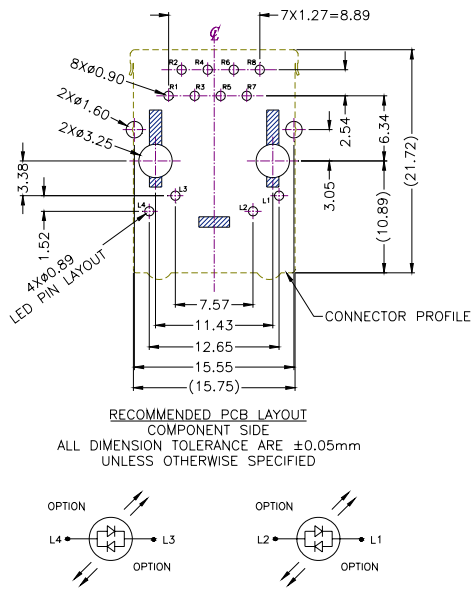 ℄
7X1.27=8.89
8XØ0.90
R2 R4 R6 R8
R1 R3 R5 R7
2XØ1.60
2XØ3.25
2.54
6.34
(21.72)
3.38
3.05
(10.89)
L3 L1
L4 L2
1.52
4XØ0.89
LED PIN LAYOUT
7.57
11.43
12.65
15.55
(15.75)
CONNECTOR PROFILE
RECOMMENDED PCB LAYOUT
COMPONENT SIDE
ALL DIMENSION TOLERANCE ARE ±0.05mm
UNLESS OTHERWISE SPECIFIED
OPTION OPTION
L4 L3 L2 L1
OPTION OPTION